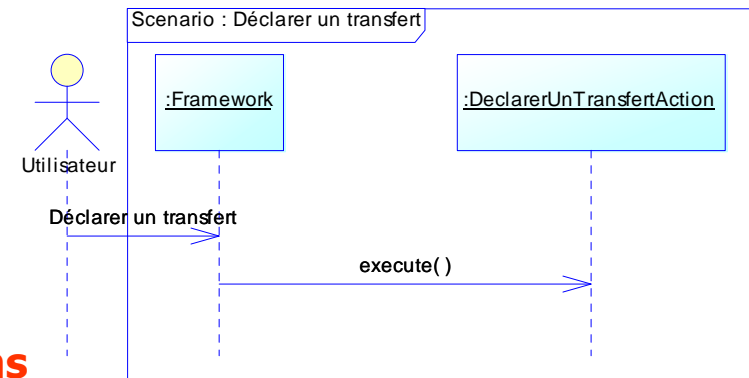 Scenario : Déclarer un transfert
:Framework
:DeclarerUnTransfertAction
Utilisateur
Déclarer un transfert
execute( )